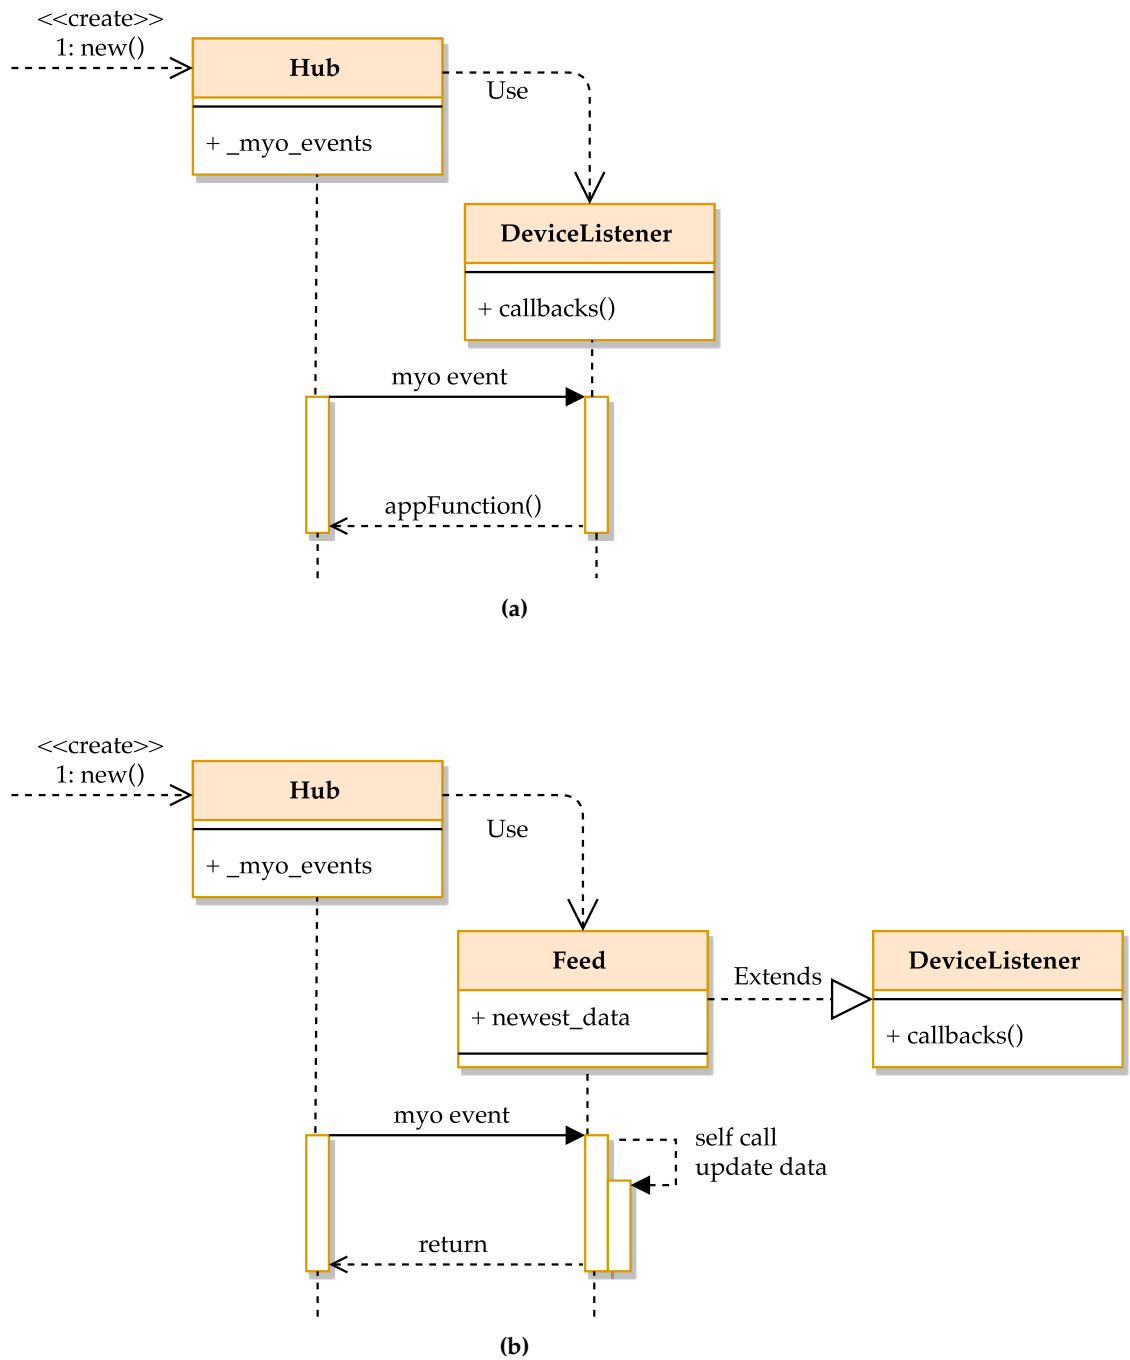 <<create>>
1: new()
Hub
Use
+ _myo_events
DeviceListener
+ callbacks()
myo event
appFunction()
(a)
<<create>>
1: new()
Hub
Use
+ _myo_events
Feed
Extends
DeviceListener
+ newest_data
+ callbacks()
myo event
self call
update data
return
(b)